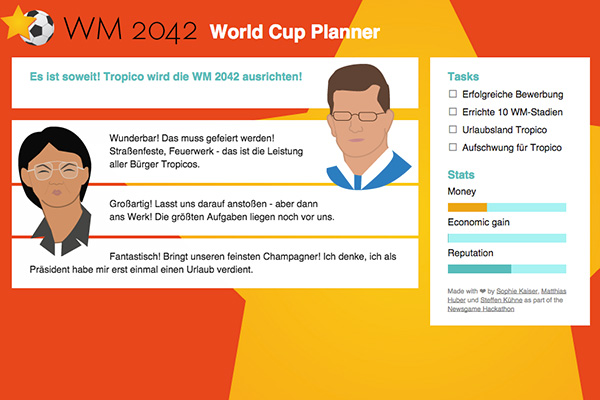 WM 2042 World Cup Planner
Es ist soweit! Tropico wird die WM 2042 ausrichten!
Wunderbar! Das muss gefeiert werden!
Straßenfeste, Feuerwerk - das ist die Leistung
aller Bürger Tropicos.
Großartig! Lasst uns darauf anstoßen - aber dann
ans Werk! Die größten Aufgaben liegen noch vor uns.
Fantastisch! Bringt unseren feinsten Champagner! Ich denke, ich als
Präsident habe mir erst einmal einen Urlaub verdient.
Tasks
Erfolgreiche Bewerbung
Errichte 10 WM-Stadien
Urlaubsland Tropico
Aufschwung für Tropico
Stats
Money
Economic gain
Reputation
Made with ❤ by Sophie Kaiser, Matthias
Huber und Steffen Kühne as part of the
Newsgame Hackathon